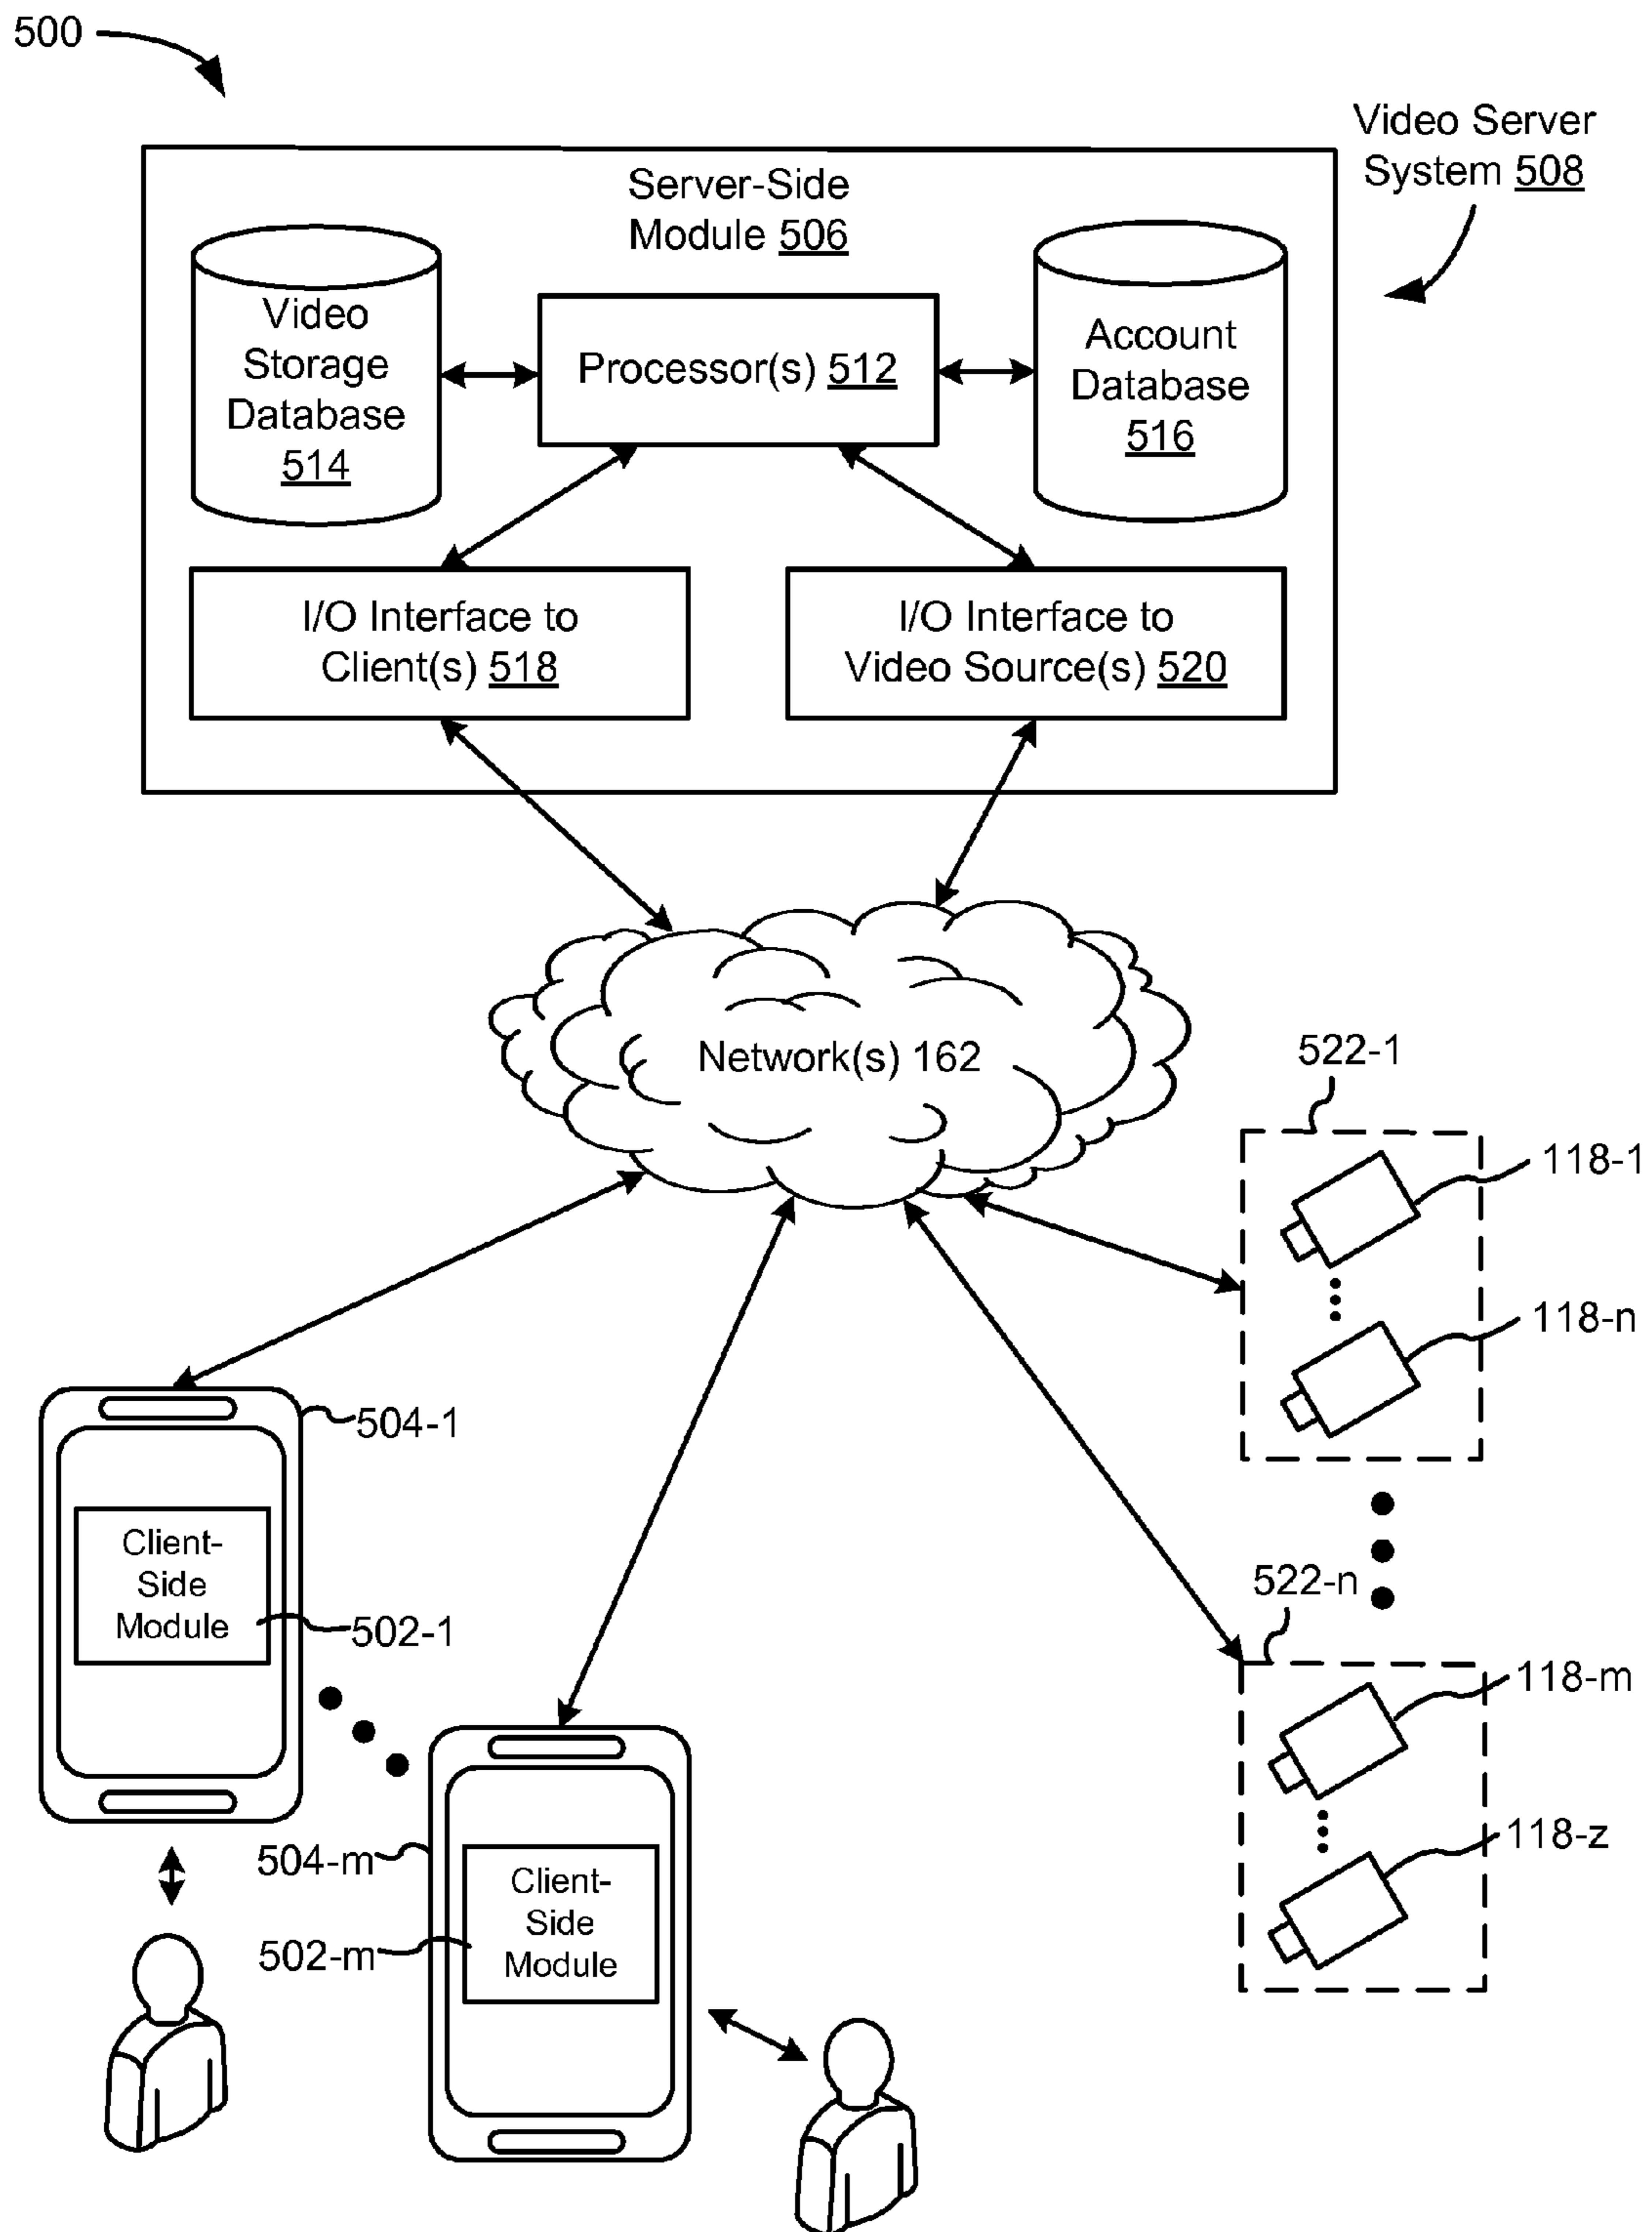 500
Video Server
System 508
Server-Side
Module 506
Video
Storage
Database
514
Processor(s) 512
Account
Database
516
I/O Interface to
Client(s) 518
I/O Interface to
Video Source(s) 520
Network(s) 162
522-1
118-1
118-n
504-1
Client-
Side
Module
502-1
522-n
118-m
118-z
504-m
Client-
Side
Module
502-m